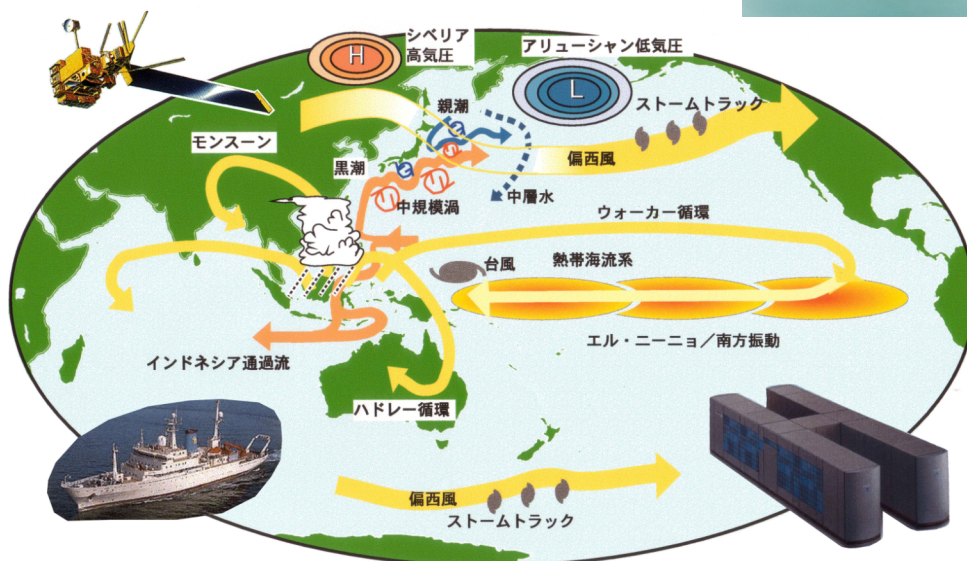 シベリア
高気圧
H
アリューシャン低気圧
L
ストームトラック
親潮
モンスーン
偏西風
黒潮
中規模渦
中層水
ウォーカー循環
台風
熱帯海流系
エル・ニーニョ／南方振動
インドネシア通過流
ハドレー循環
偏西風
ストームトラック